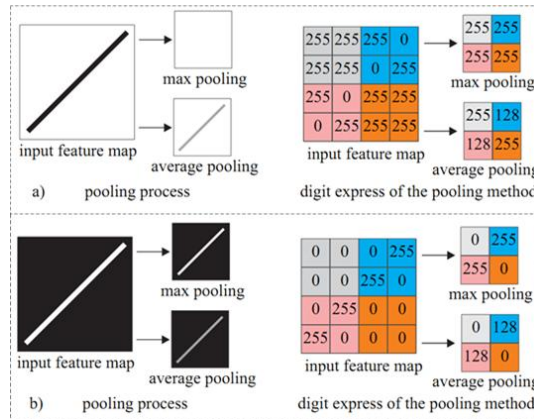 max pooling
input feature map
average pooling
a) pooling process
255 255 255 0
255 255 0 255
255 0 255 255
0 255 255 255
input feature map
255 255
255 255
max pooling
255 128
128 255
average pooling
digit express of the pooling method
max pooling
input feature map
average pooling
b) pooling process
0 0 0 255
0 0 255 0
0 255 0 0
255 0 0 0
input feature map
0 255
255 0
max pooling
0 128
128 0
average pooling
digit express of the pooling method